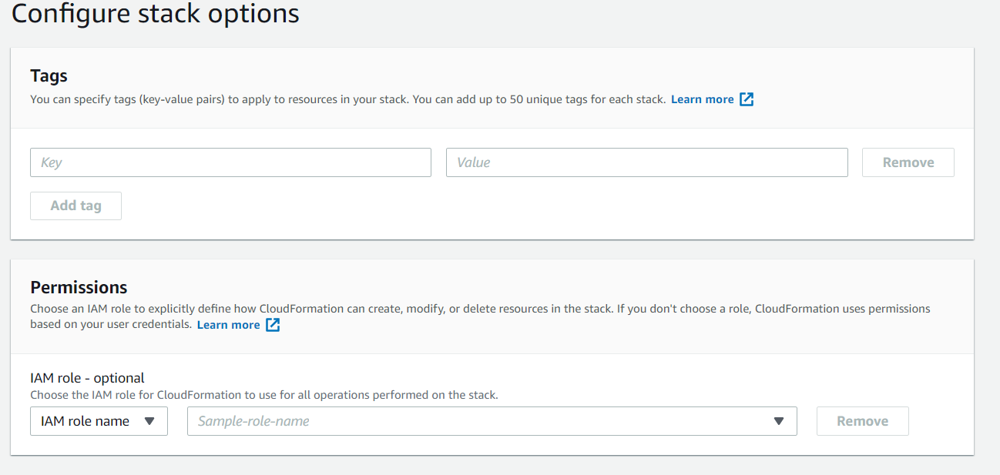 Configure stack options
Tags
You can specify tags (key-value pairs) to apply to resources in your stack. You can add up to 50 unique tags for each stack. Learn more
Key Value Remove
Add tag
Permissions
Choose an IAM role to explicitly define how CloudFormation can create, modify, or delete resources in the stack. If you don't choose a role, CloudFormation uses permissions
based on your user credentials. Learn more
IAM role - optional
Choose the IAM role for CloudFormation to use for all operations performed on the stack.
IAM role name Sample-role-name Remove